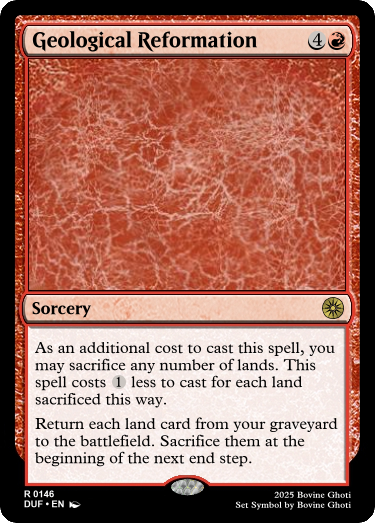 Geological Reformation 4
Sorcery
As an additional cost to cast this spell, you
may sacrifice any number of lands. This
spell costs 1 less to cast for each land
sacrificed this way.
Return each land card from your graveyard
to the battlefield. Sacrifice them at the
beginning of the next end step.
R 0146
DUF • EN
2025 Bovine Ghoti
Set Symbol by Bovine Ghoti